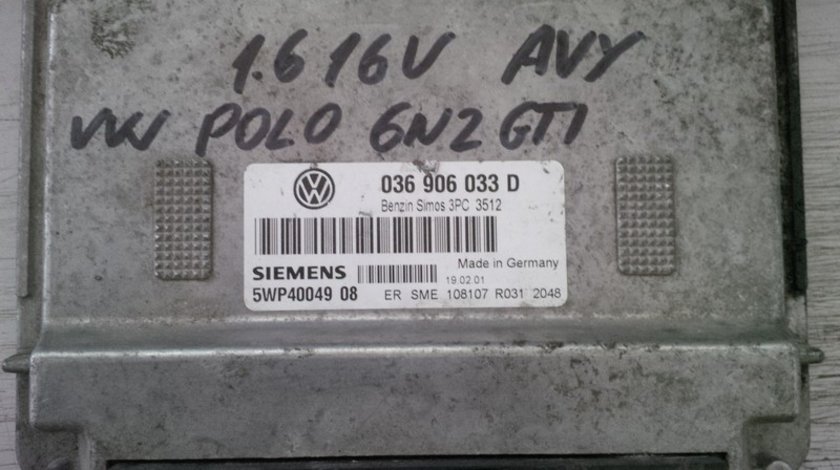 1.6 16V AVY
VW POLO 6N2 GTI
036 906 033 D
Benzin Simos 3PC 3512
Made in Germany
SIEMENS
19.02.01
5WP40049 08 ER SME 108107 R031 2048